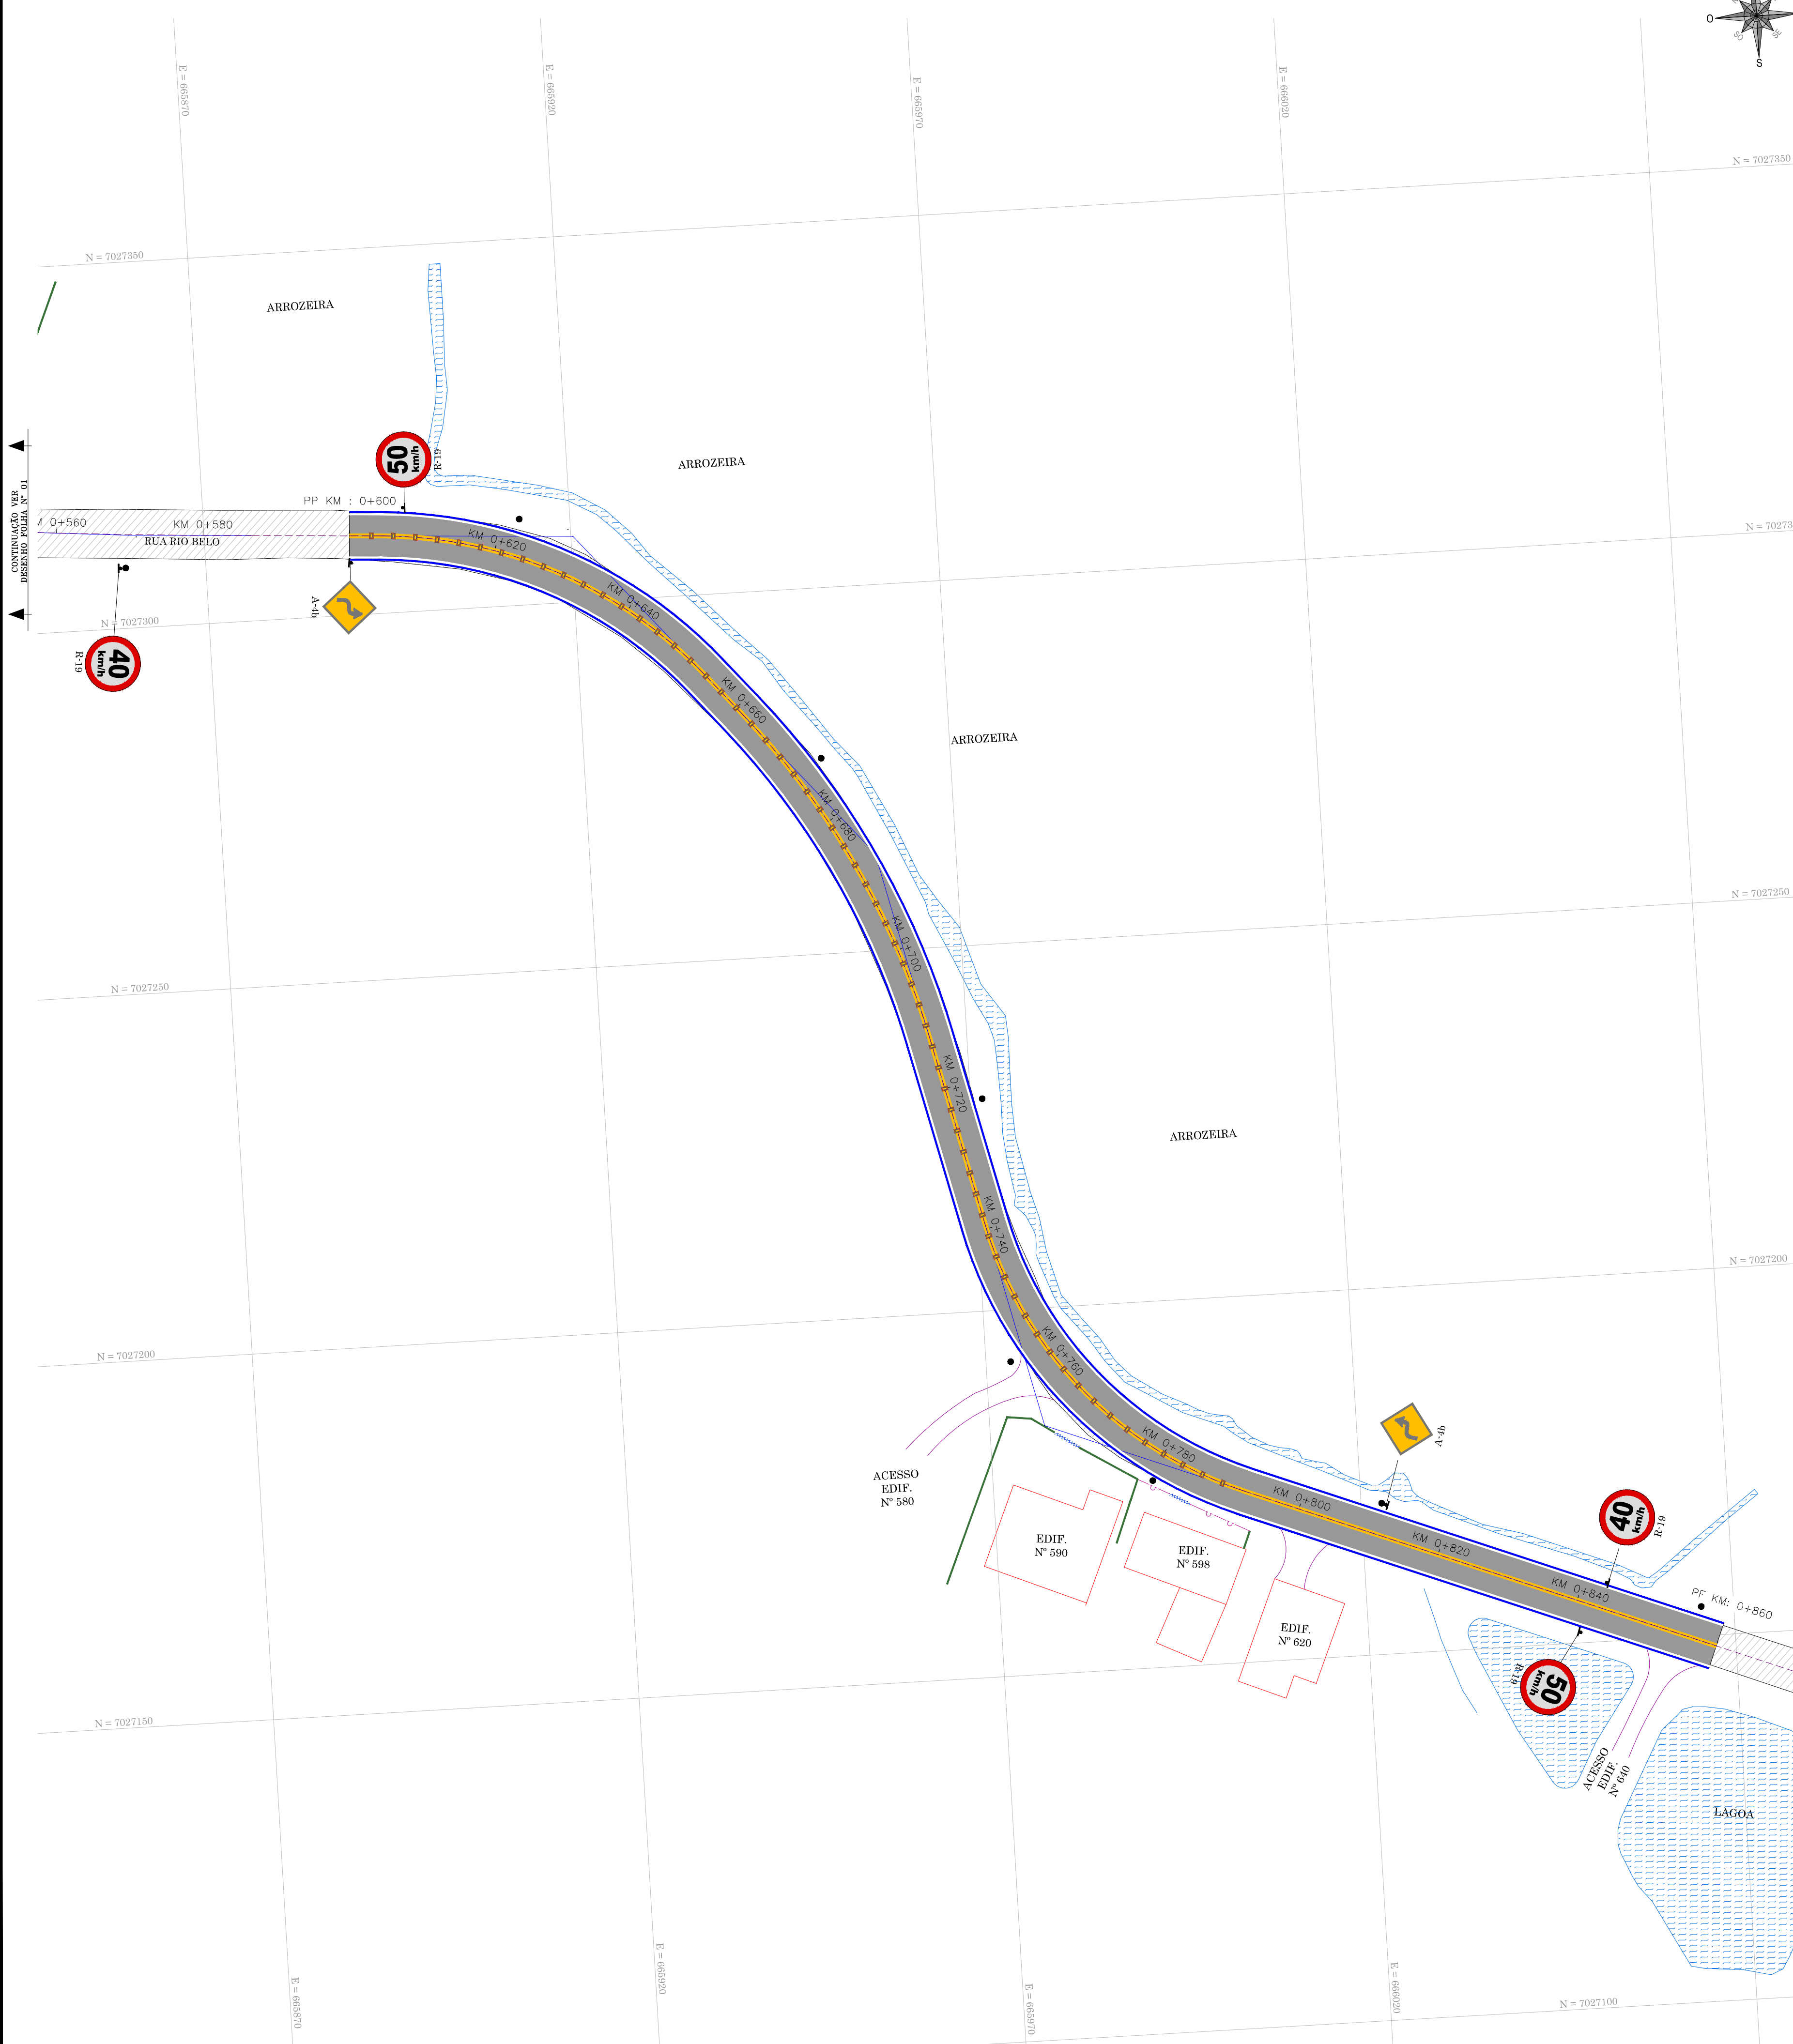 O
SO
SE
S
E = 665870
E = 665920
E = 665970
E = 666020
N = 7027350
N = 7027350
ARROZEIRA
50
km/h
R-19
ARROZEIRA
CONTINUAÇÃO VER
DESENHO FOLHA Nº 01
PP KM : 0+600
0+560
KM 0+580
RUA RIO BELO
KM 0+620
N = 70273
A-4b
KM 0+640
N = 7027300
R-19
40
km/h
KM 0+660
ARROZEIRA
KM 0+680
N = 7027250
KM 0+700
N = 7027250
KM 0+720
ARROZEIRA
KM 0+740
N = 7027200
N = 7027200
KM 0+760
A-4b
KM 0+780
ACESSO
EDIF.
Nº 580
KM 0+800
40
km/h
R-19
EDIF.
Nº 590
EDIF.
Nº 598
KM 0+820
KM 0+840
PF KM: 0+860
EDIF.
Nº 620
R-19
50
km/h
N = 7027150
ACESSO
EDIF.
Nº 640
LAGOA
E = 665870
E = 665920
E = 665970
E = 666020
N = 7027100